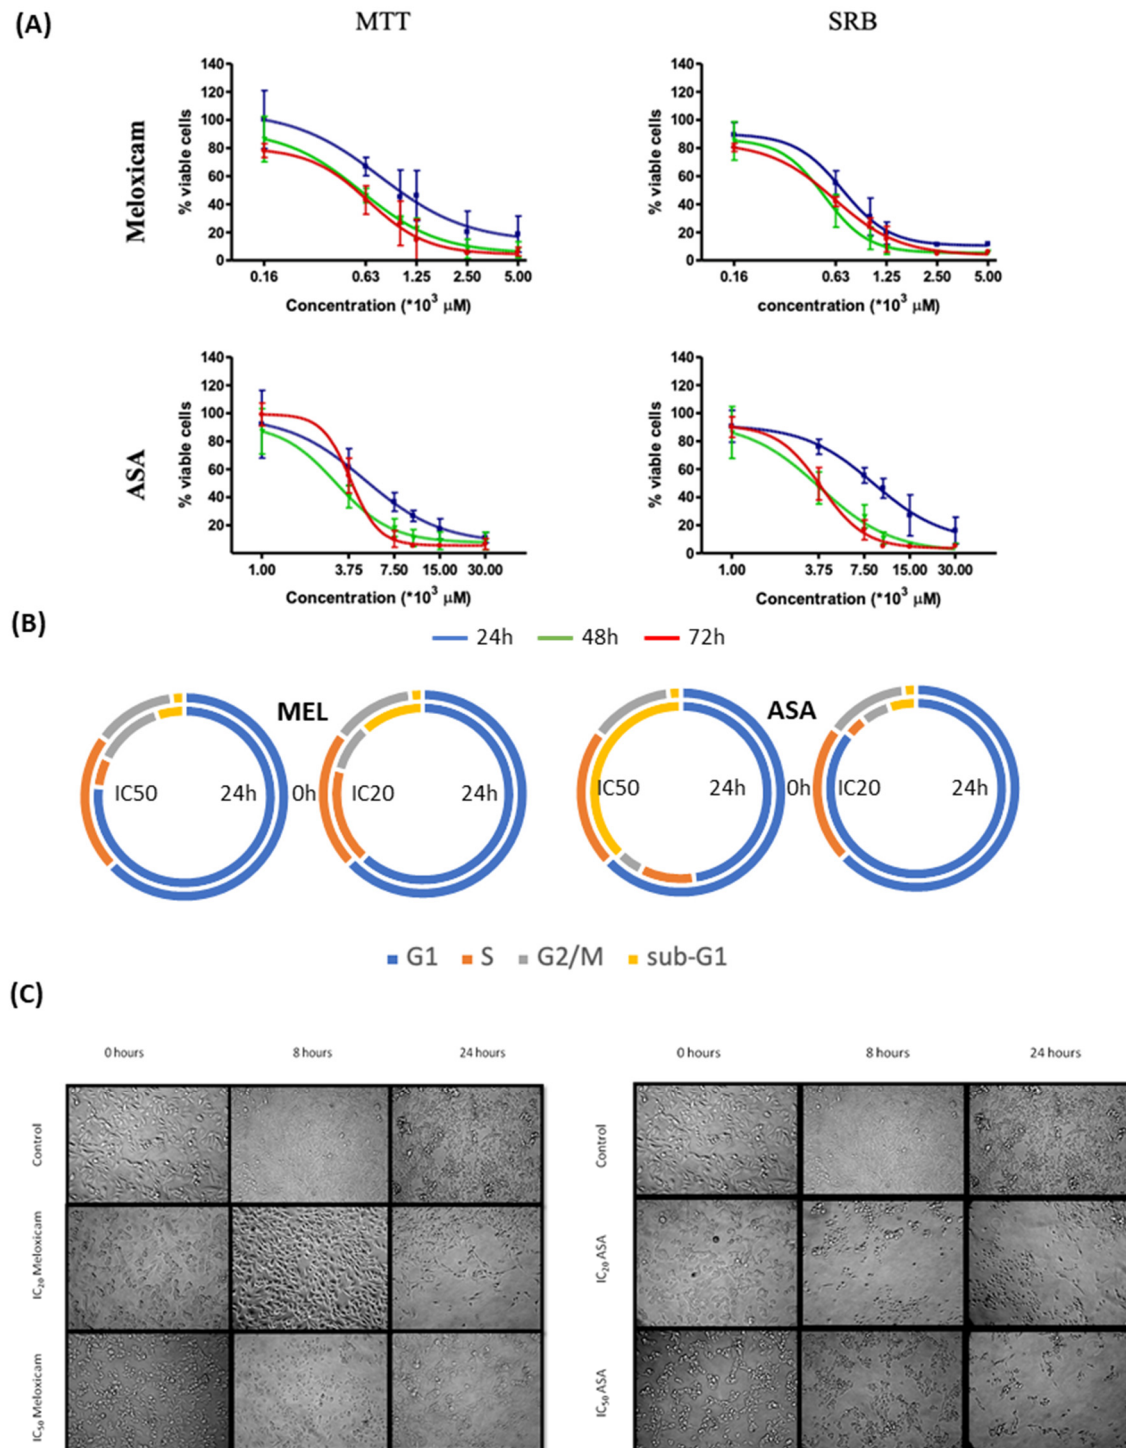 (A)
MTT
SRB
Meloxicam
140
120
100
80
60
40
20
0
% viable cells
0.16 0.63 1.25 2.50 5.00
Concentration (*10³ μM)
140
120
100
80
60
40
20
0
% viable cells
0.16 0.63 1.25 2.50 5.00
concentration (*10³ μM)
ASA
140
120
100
80
60
40
20
% viable cells
1.00 3.75 7.50 15.00 30.00
Concentration (*10³ μM)
140
120
100
80
60
40
20
0
% viable cells
1.00 3.75 7.50 15.00 30.00
Concentration (*10³ μM)
(B)
24h 48h 72h
MEL
ASA
IC50 24h 0h IC20 24h
IC50 24h 0h IC20 24h
G1 S G2/M sub-G1
(C)
0 hours 8 hours 24 hours
0 hours 8 hours 24 hours
Control
IC₂₀ Meloxicam
IC₅₀ Meloxicam
Control
IC₂₀ ASA
IC₅₀ ASA